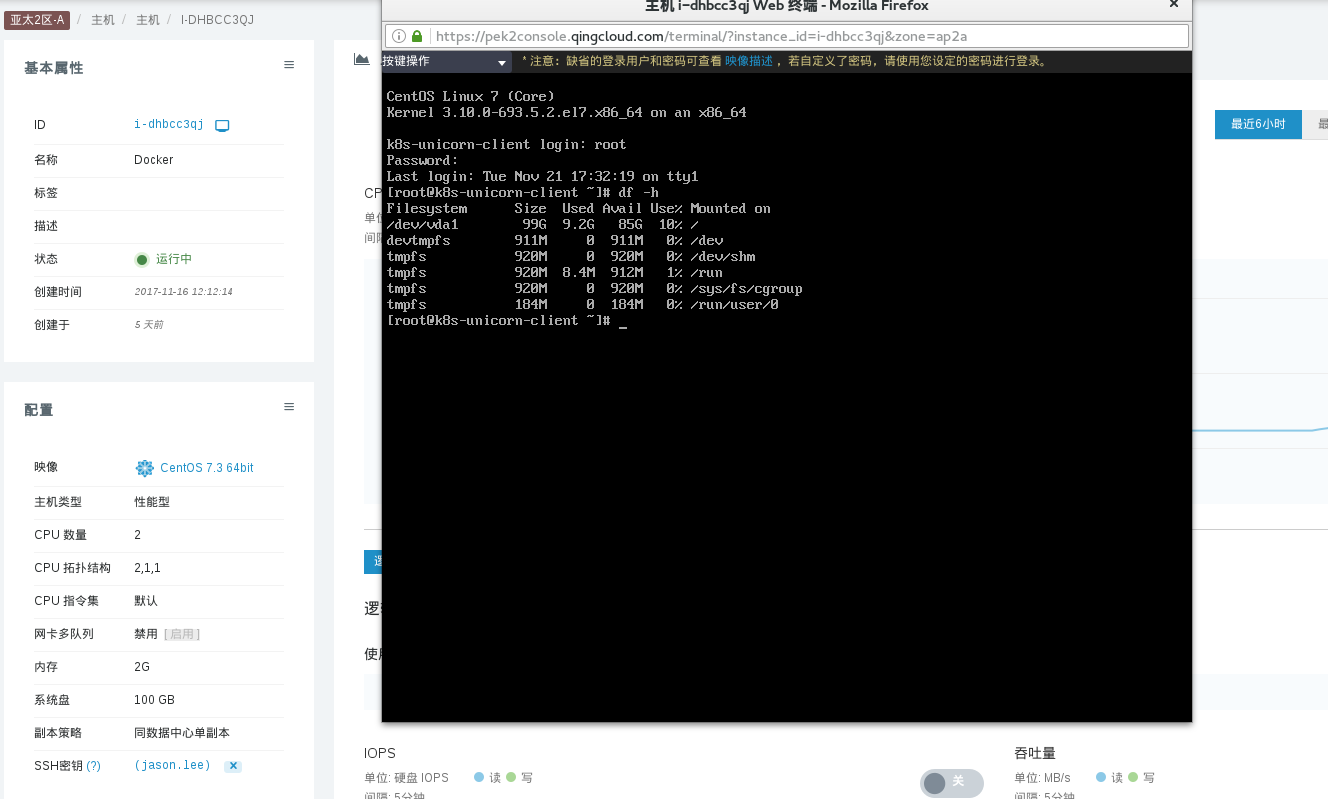 亚太2区-A / 主机 / 主机 / I-DHBCC3QJ
基本属性
ID i-dhbcc3qj
名称 Docker
标签
描述
状态 运行中
创建时间 2017-11-16 12:12:14
创建于 5 天前
配置
映像 CentOS 7.3 64bit
主机类型 性能型
CPU 数量 2
CPU 拓扑结构 2,1,1
CPU 指令集 默认
网卡多队列 禁用 [ 启用 ]
内存 2G
系统盘 100 GB
副本策略 同数据中心单副本
SSH密钥 (?) (jason.lee) ×
主机 i-dhbcc3qj Web 终端 - Mozilla Firefox ×
https://pek2console.qingcloud.com/terminal/?instance_id=i-dhbcc3qj&zone=ap2a
按键操作 * 注意：缺省的登录用户和密码可查看 映像描述 ，若自定义了密码，请使用您设定的密码进行登录。
CentOS Linux 7 (Core)
Kernel 3.10.0-693.5.2.el7.x86_64 on an x86_64
k8s-unicorn-client login: root
Password:
Last login: Tue Nov 21 17:32:19 on tty1
[root@k8s-unicorn-client ~]# df -h
Filesystem Size Used Avail Use% Mounted on
/dev/vda1 99G 9.2G 85G 10% /
devtmpfs 911M 0 911M 0% /dev
tmpfs 920M 0 920M 0% /dev/shm
tmpfs 920M 8.4M 912M 1% /run
tmpfs 920M 0 920M 0% /sys/fs/cgroup
tmpfs 184M 0 184M 0% /run/user/0
[root@k8s-unicorn-client ~]# _
最近6小时 最
CP
单位
间隔
逻
使用
IOPS
单位: 硬盘 IOPS 读 写
间隔: 5分钟
关
吞吐量
单位: MB/s 读 写
间隔: 5分钟